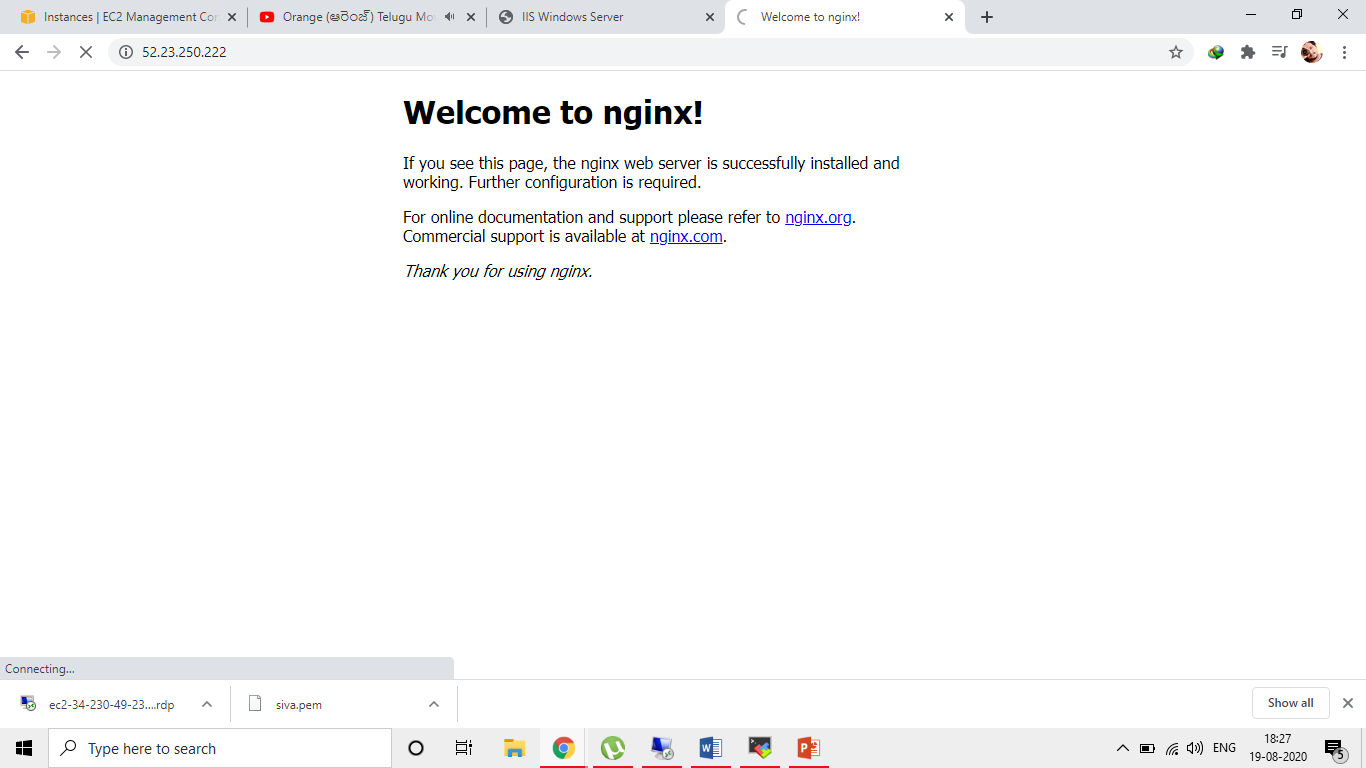 Instances | EC2 Management Con
Orange (ఆరెంజ్) Telugu Mo
IIS Windows Server
Welcome to nginx!
52.23.250.222
Welcome to nginx!
If you see this page, the nginx web server is successfully installed and
working. Further configuration is required.
For online documentation and support please refer to nginx.org.
Commercial support is available at nginx.com.
Thank you for using nginx.
Connecting...
ec2-34-230-49-23....rdp
siva.pem
Show all
Type here to search
ENG
18:27
19-08-2020
5